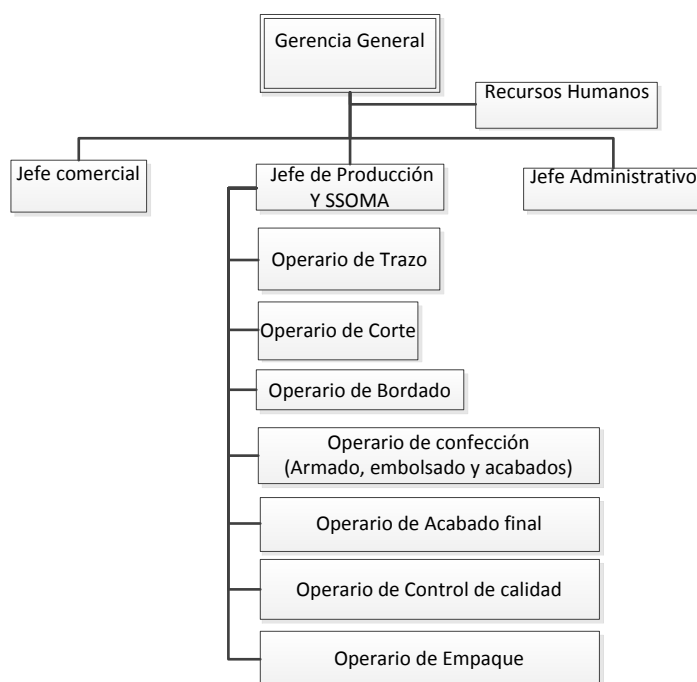 Gerencia General
Recursos Humanos
Jefe comercial
Jefe de Producción
Y SSOMA
Jefe Administrativo
Operario de Trazo
Operario de Corte
Operario de Bordado
Operario de confección
(Armado, embolsado y acabados)
Operario de Acabado final
Operario de Control de calidad
Operario de Empaque